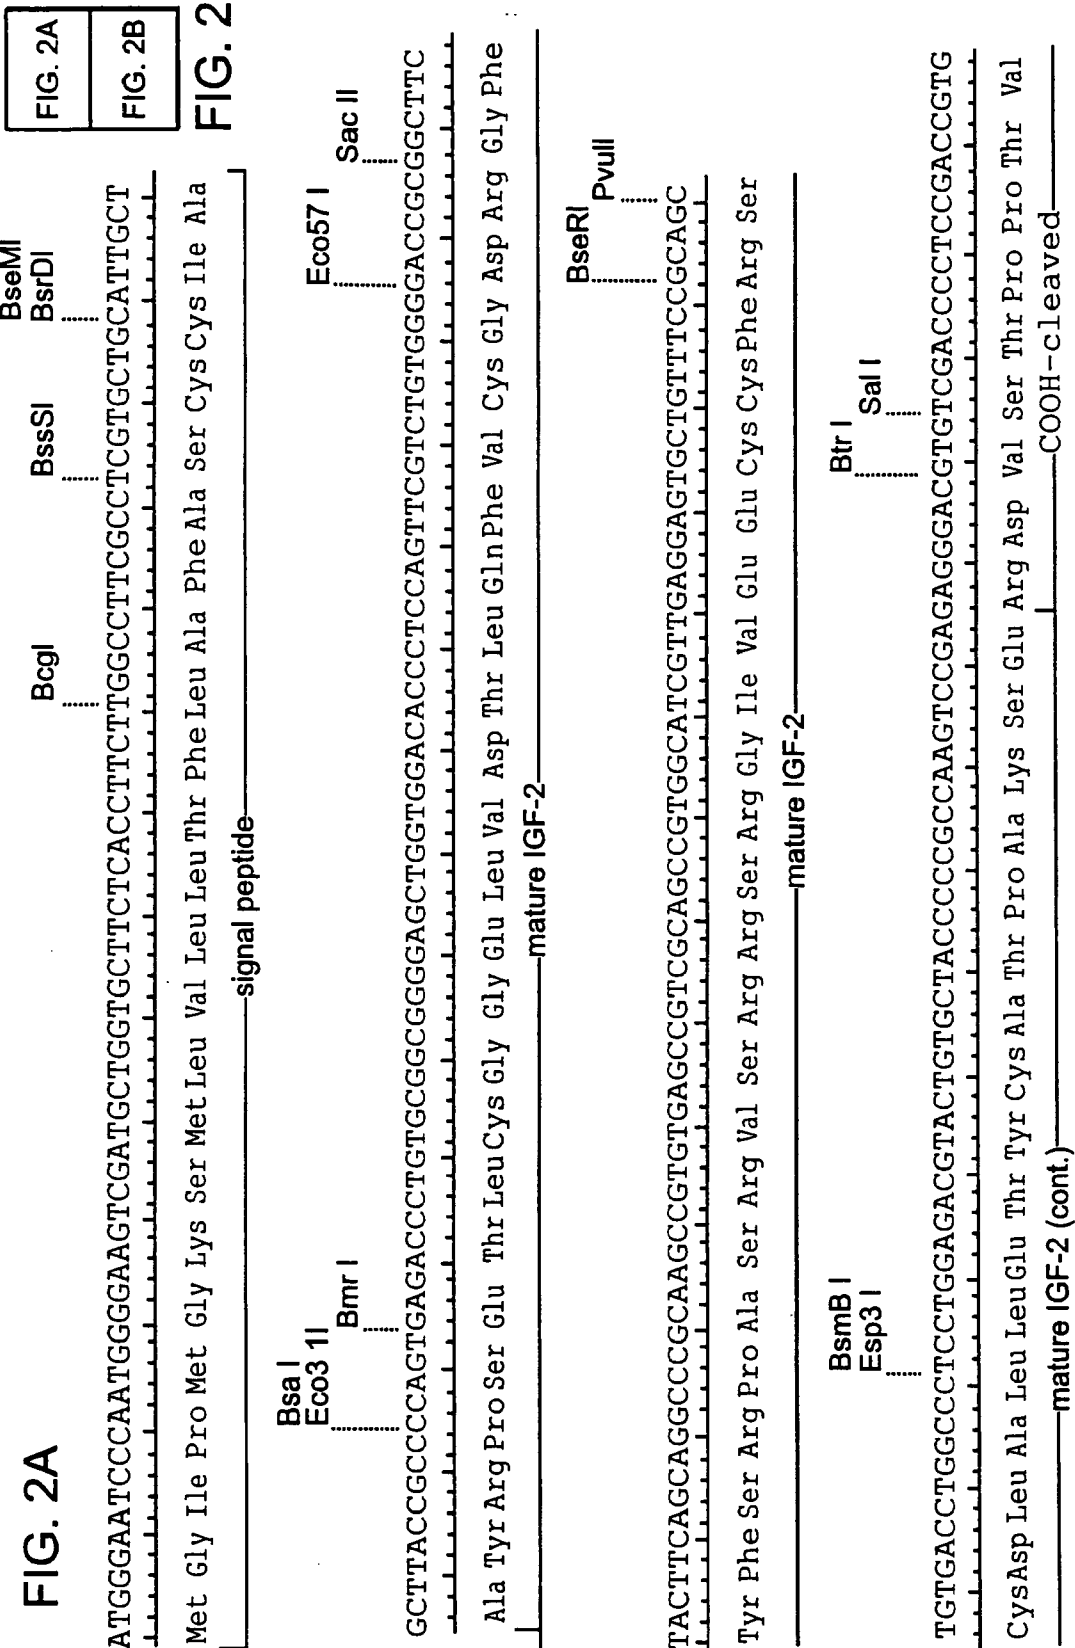 FIG. 2A
FIG. 2A
FIG. 2B
FIG. 2
BcgI
BssSI
BseMI
BsrDI
ATGGGAATCCCAATGGGGAAGTCGATGCTGGTGCTTCTCACCTTCTTGGCCTTCGCCTCGTGCTGCATTGCT
Met Gly Ile Pro Met Gly Lys Ser Met Leu Val Leu Leu Thr Phe Leu Ala Phe Ala Ser Cys Cys Ile Ala
signal peptide
Bsa I
Eco3 1I
Bmr I
Eco57 I
Sac II
GCTTACCGCCCCAGTGAGACCCTGTGCGGCGGGGAGCTGGTGGACACCCTCCAGTTCGTCTGTGGGGACCGCGGCTTC
Ala Tyr Arg Pro Ser Glu Thr Leu Cys Gly Gly Glu Leu Val Asp Thr Leu Gln Phe Val Cys Gly Asp Arg Gly Phe
mature IGF-2
BseRI
PvuII
TACTTCAGCAGGCCCGCAAGCCGTGTGAGCCGTCGCAGCCGTGGCATCGTTGAGGAGTGCTGTTTCCGCAGC
Tyr Phe Ser Arg Pro Ala Ser Arg Val Ser Arg Arg Ser Arg Gly Ile Val Glu Glu Cys Cys Phe Arg Ser
mature IGF-2
BsmB I
Esp3 I
Btr I
Sal I
TGTGACCTGGCCCTCCTGGAGACGTACTGTGCTACCCCCGCCAAGTCCGAGAGGGACGTGTCGACCCCTCCGACCGTG
Cys Asp Leu Ala Leu Leu Glu Thr Tyr Cys Ala Thr Pro Ala Lys Ser Glu Arg Asp Val Ser Thr Pro Pro Thr Val
mature IGF-2 (cont.)
COOH-cleaved